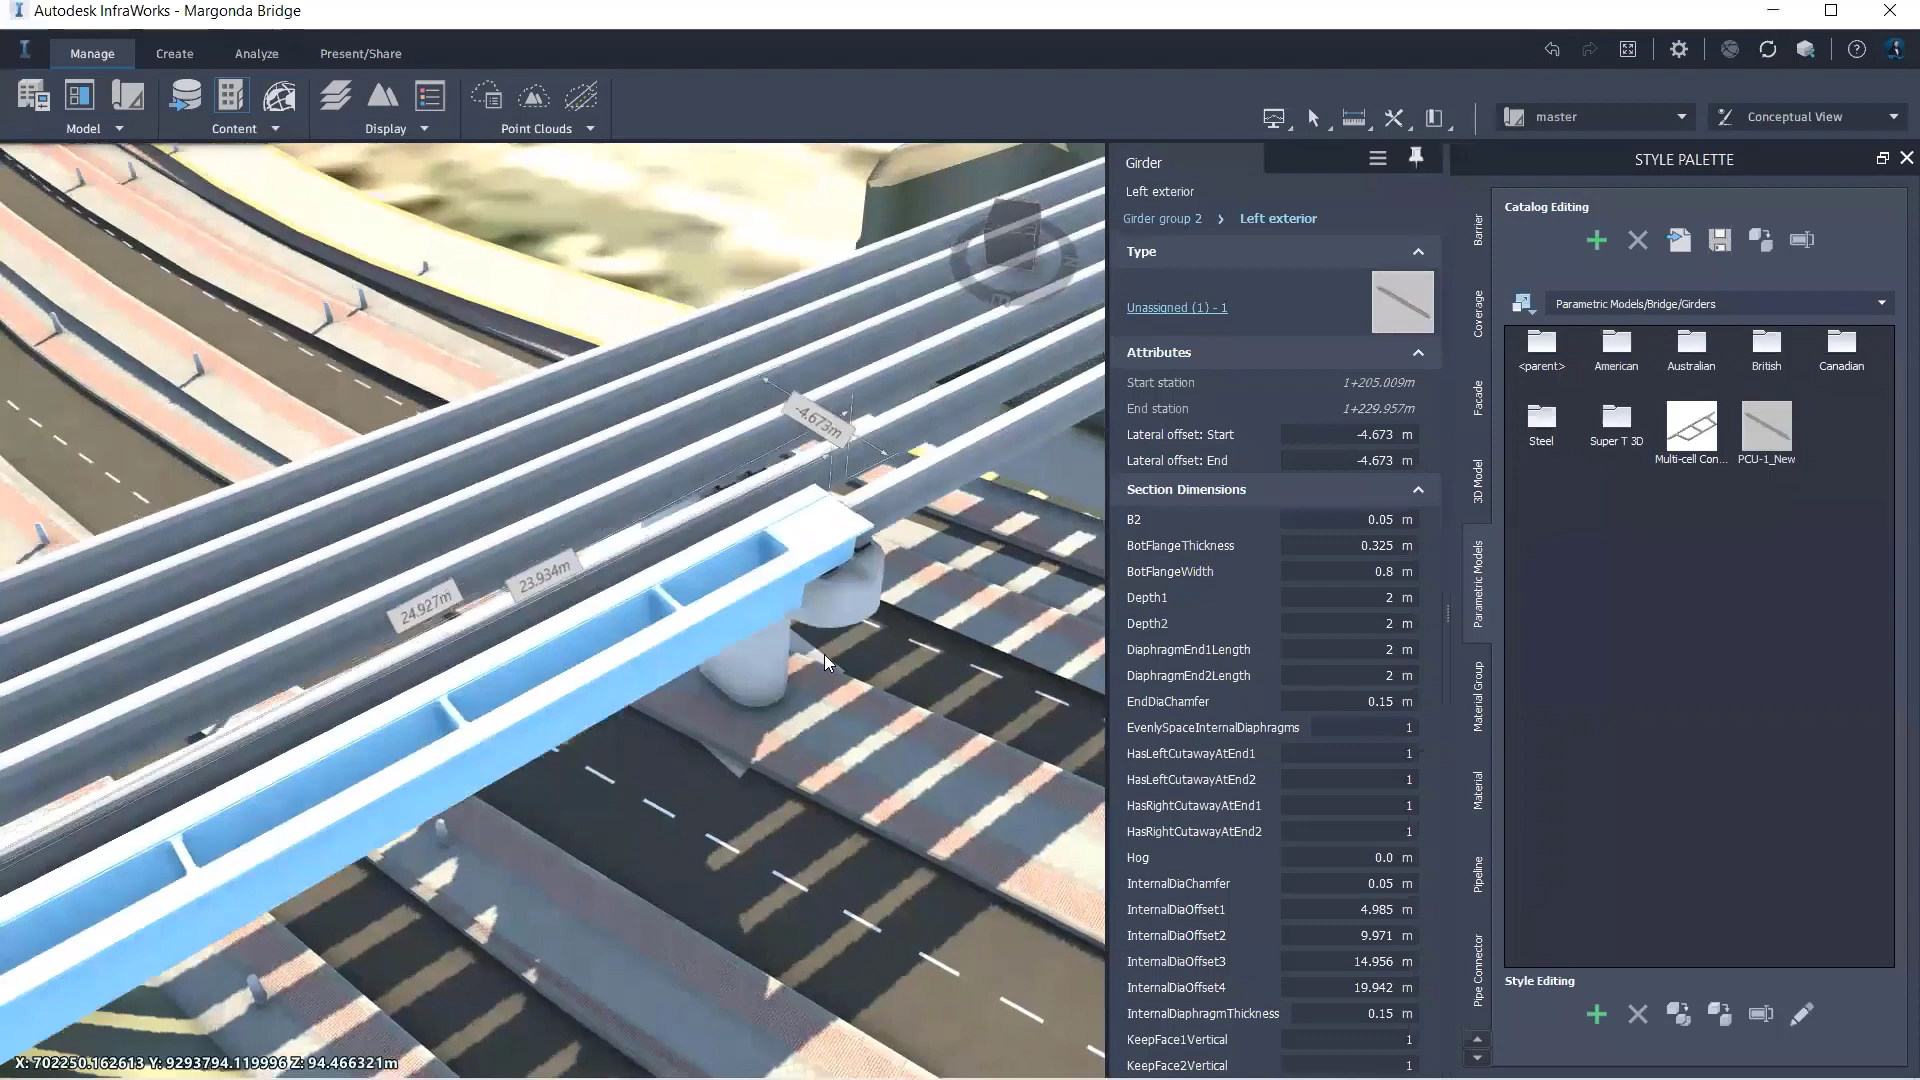 Autodesk InfraWorks - Margonda Bridge
Manage
Create
Analyze
Present/Share
Model
Content
Display
Point Clouds
master
Conceptual View
Girder
Left exterior
Girder group 2 › Left exterior
Type
Unassigned (1) - 1
Attributes
Start station 1+205.009m
End station 1+229.957m
Lateral offset: Start -4.673 m
Lateral offset: End -4.673 m
Section Dimensions
B2 0.05 m
BotFlangeThickness 0.325 m
BotFlangeWidth 0.8 m
Depth1 2 m
Depth2 2 m
DiaphragmEnd1Length 2 m
DiaphragmEnd2Length 2 m
EndDiaChamfer 0.15 m
EvenlySpaceInternalDiaphragms 1
HasLeftCutawayAtEnd1 1
HasLeftCutawayAtEnd2 1
HasRightCutawayAtEnd1 1
HasRightCutawayAtEnd2 1
Hog 0.0 m
InternalDiaChamfer 0.05 m
InternalDiaOffset1 4.985 m
InternalDiaOffset2 9.971 m
InternalDiaOffset3 14.956 m
InternalDiaOffset4 19.942 m
InternalDiaphragmThickness 0.15 m
KeepFace1Vertical 1
KeepFace2Vertical 1
STYLE PALETTE
Barrier
Coverage
Facade
3D Model
Parametric Models
Material Group
Material
Pipeline
Pipe Connector
Catalog Editing
Parametric Models/Bridge/Girders
<parent>
American
Australian
British
Canadian
Steel
Super T 3D
Multi-cell Con...
PCU-1_New
Style Editing
-4.673m
23.934m
24.927m
X: 702250.162613 Y: 9293794.119996 Z: 94.466321m